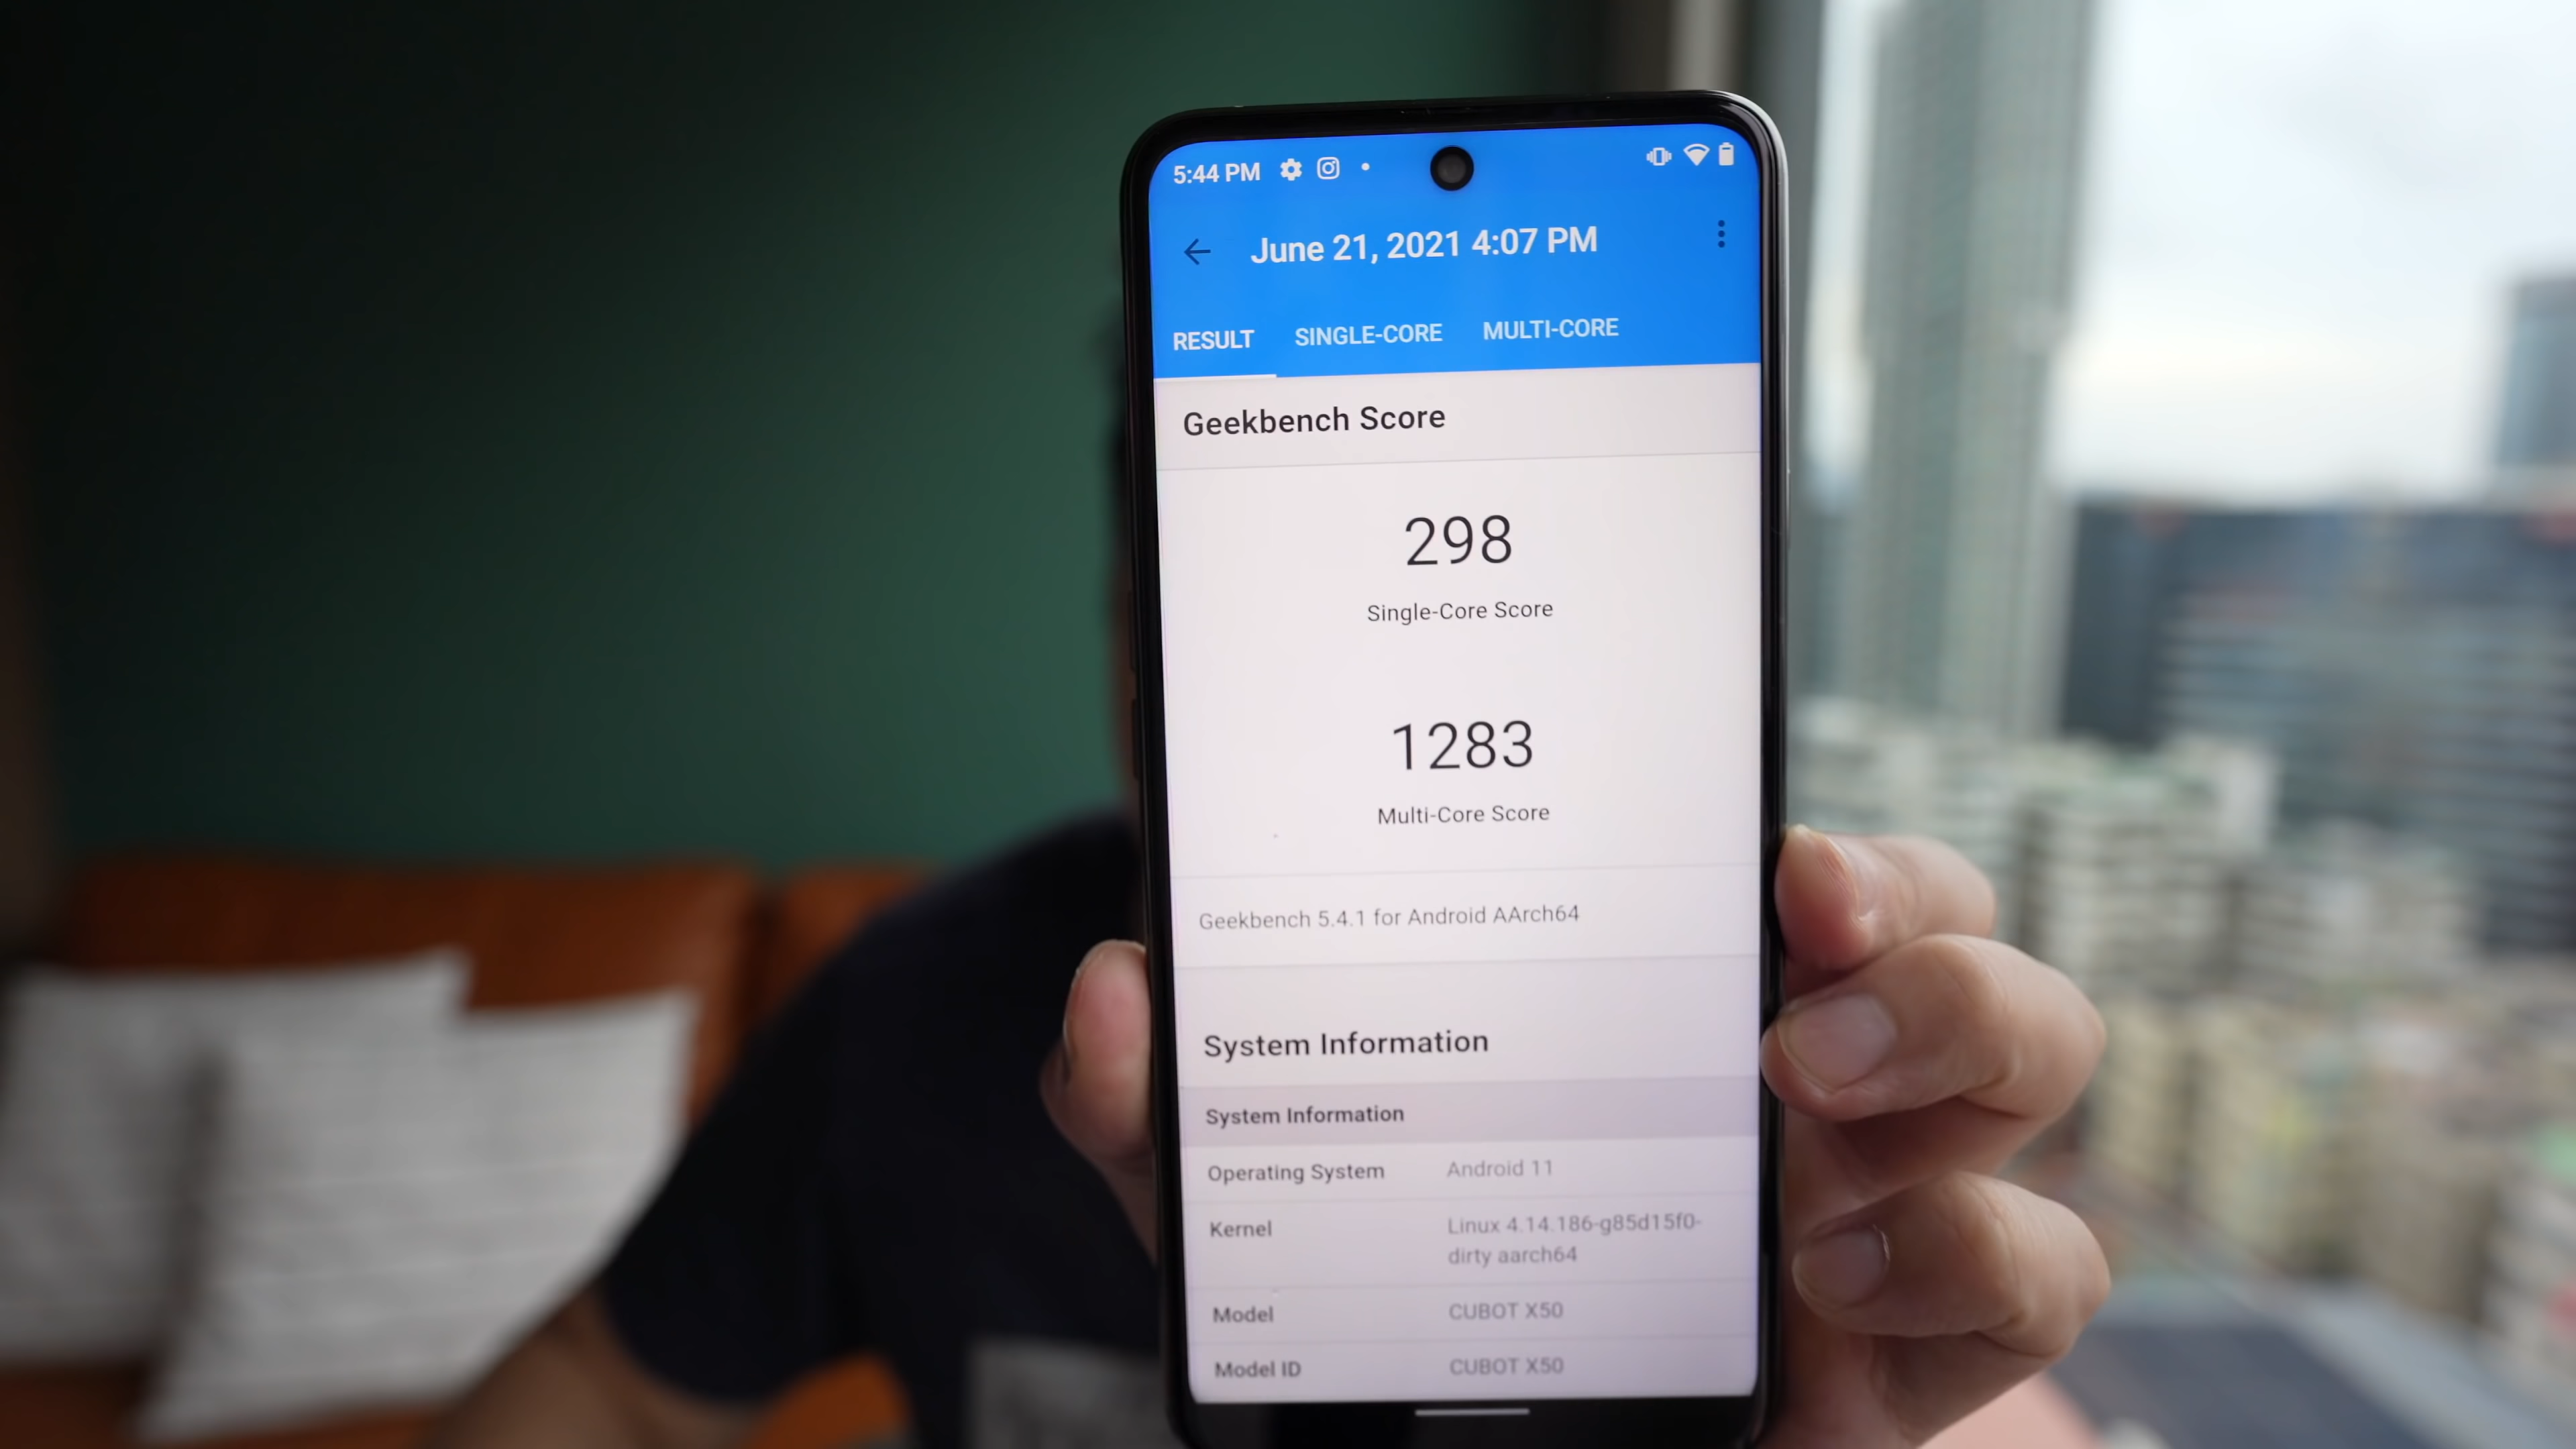 5:44 PM
June 21, 2021 4:07 PM
RESULT SINGLE-CORE MULTI-CORE
Geekbench Score
298
Single-Core Score
1283
Multi-Core Score
Geekbench 5.4.1 for Android AArch64
System Information
System Information
Operating System Android 11
Kernel Linux 4.14.186-g85d15f0-
dirty aarch64
Model CUBOT X50
Model ID CUBOT X50